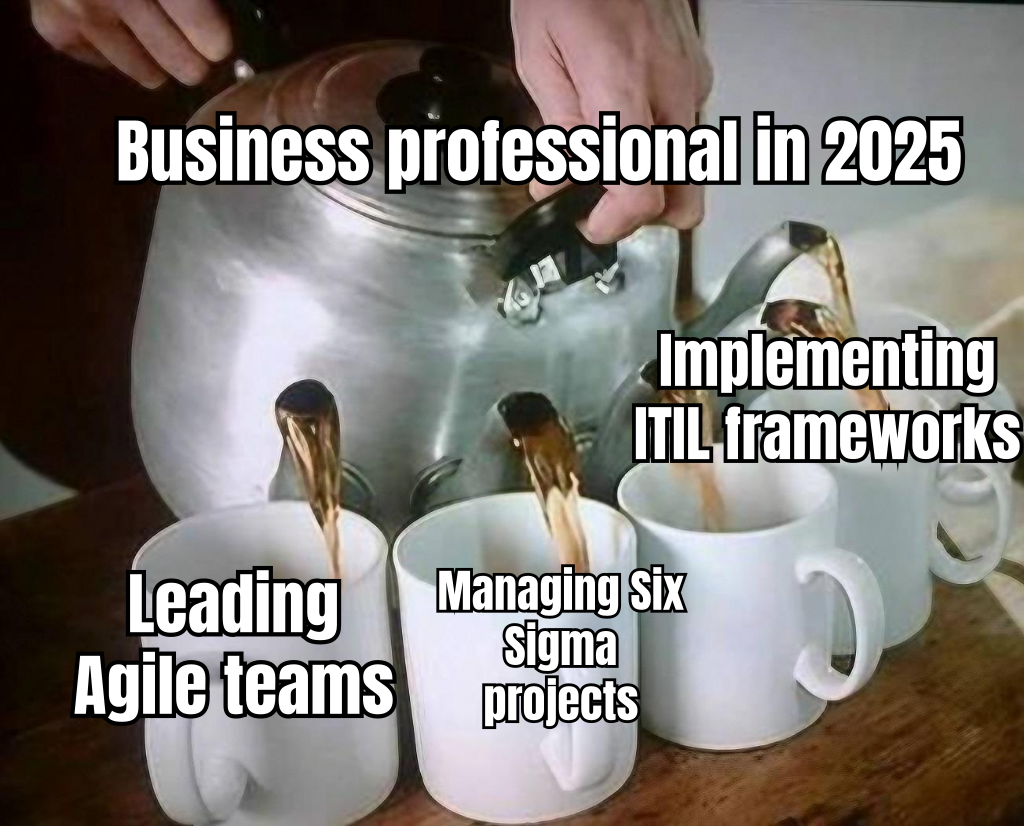 Business professional in 2025
Implementing
ITIL frameworks
Leading
Agile teams
Managing Six
Sigma
projects